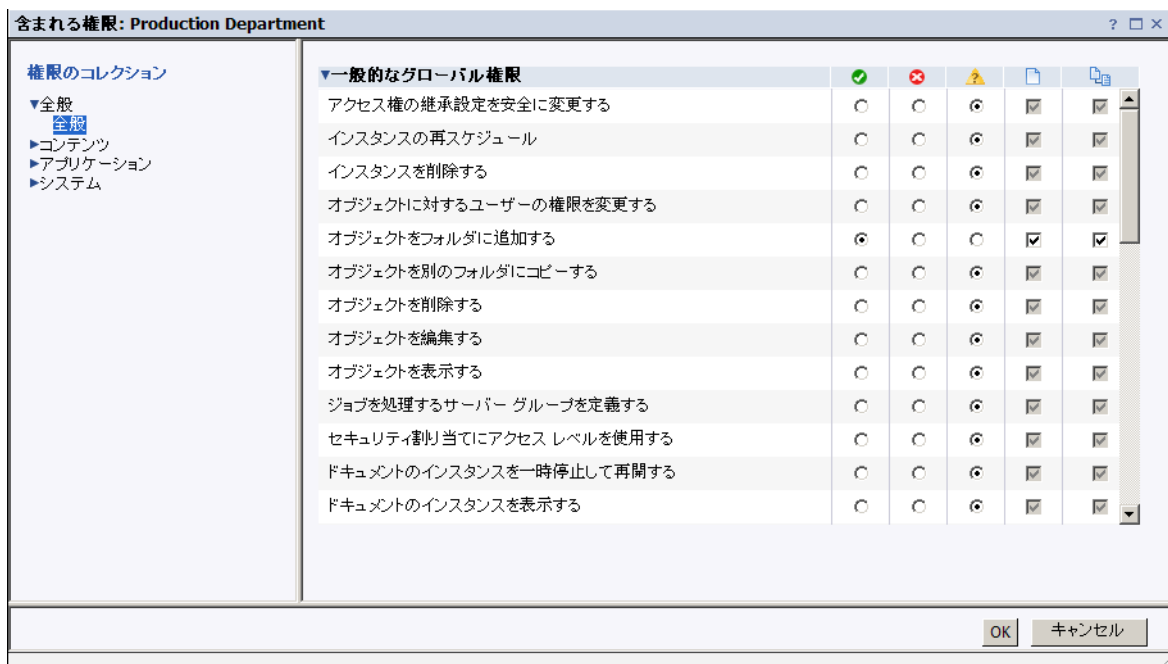 含まれる権限: Production Department
権限のコレクション
▼全般
全般
▶コンテンツ
▶アプリケーション
▶システム
▼一般的なグローバル権限
アクセス権の継承設定を安全に変更する
インスタンスの再スケジュール
インスタンスを削除する
オブジェクトに対するユーザーの権限を変更する
オブジェクトをフォルダに追加する
オブジェクトを別のフォルダにコピーする
オブジェクトを削除する
オブジェクトを編集する
オブジェクトを表示する
ジョブを処理するサーバー グループを定義する
セキュリティ割り当てにアクセス レベルを使用する
ドキュメントのインスタンスを一時停止して再開する
ドキュメントのインスタンスを表示する
OK キャンセル